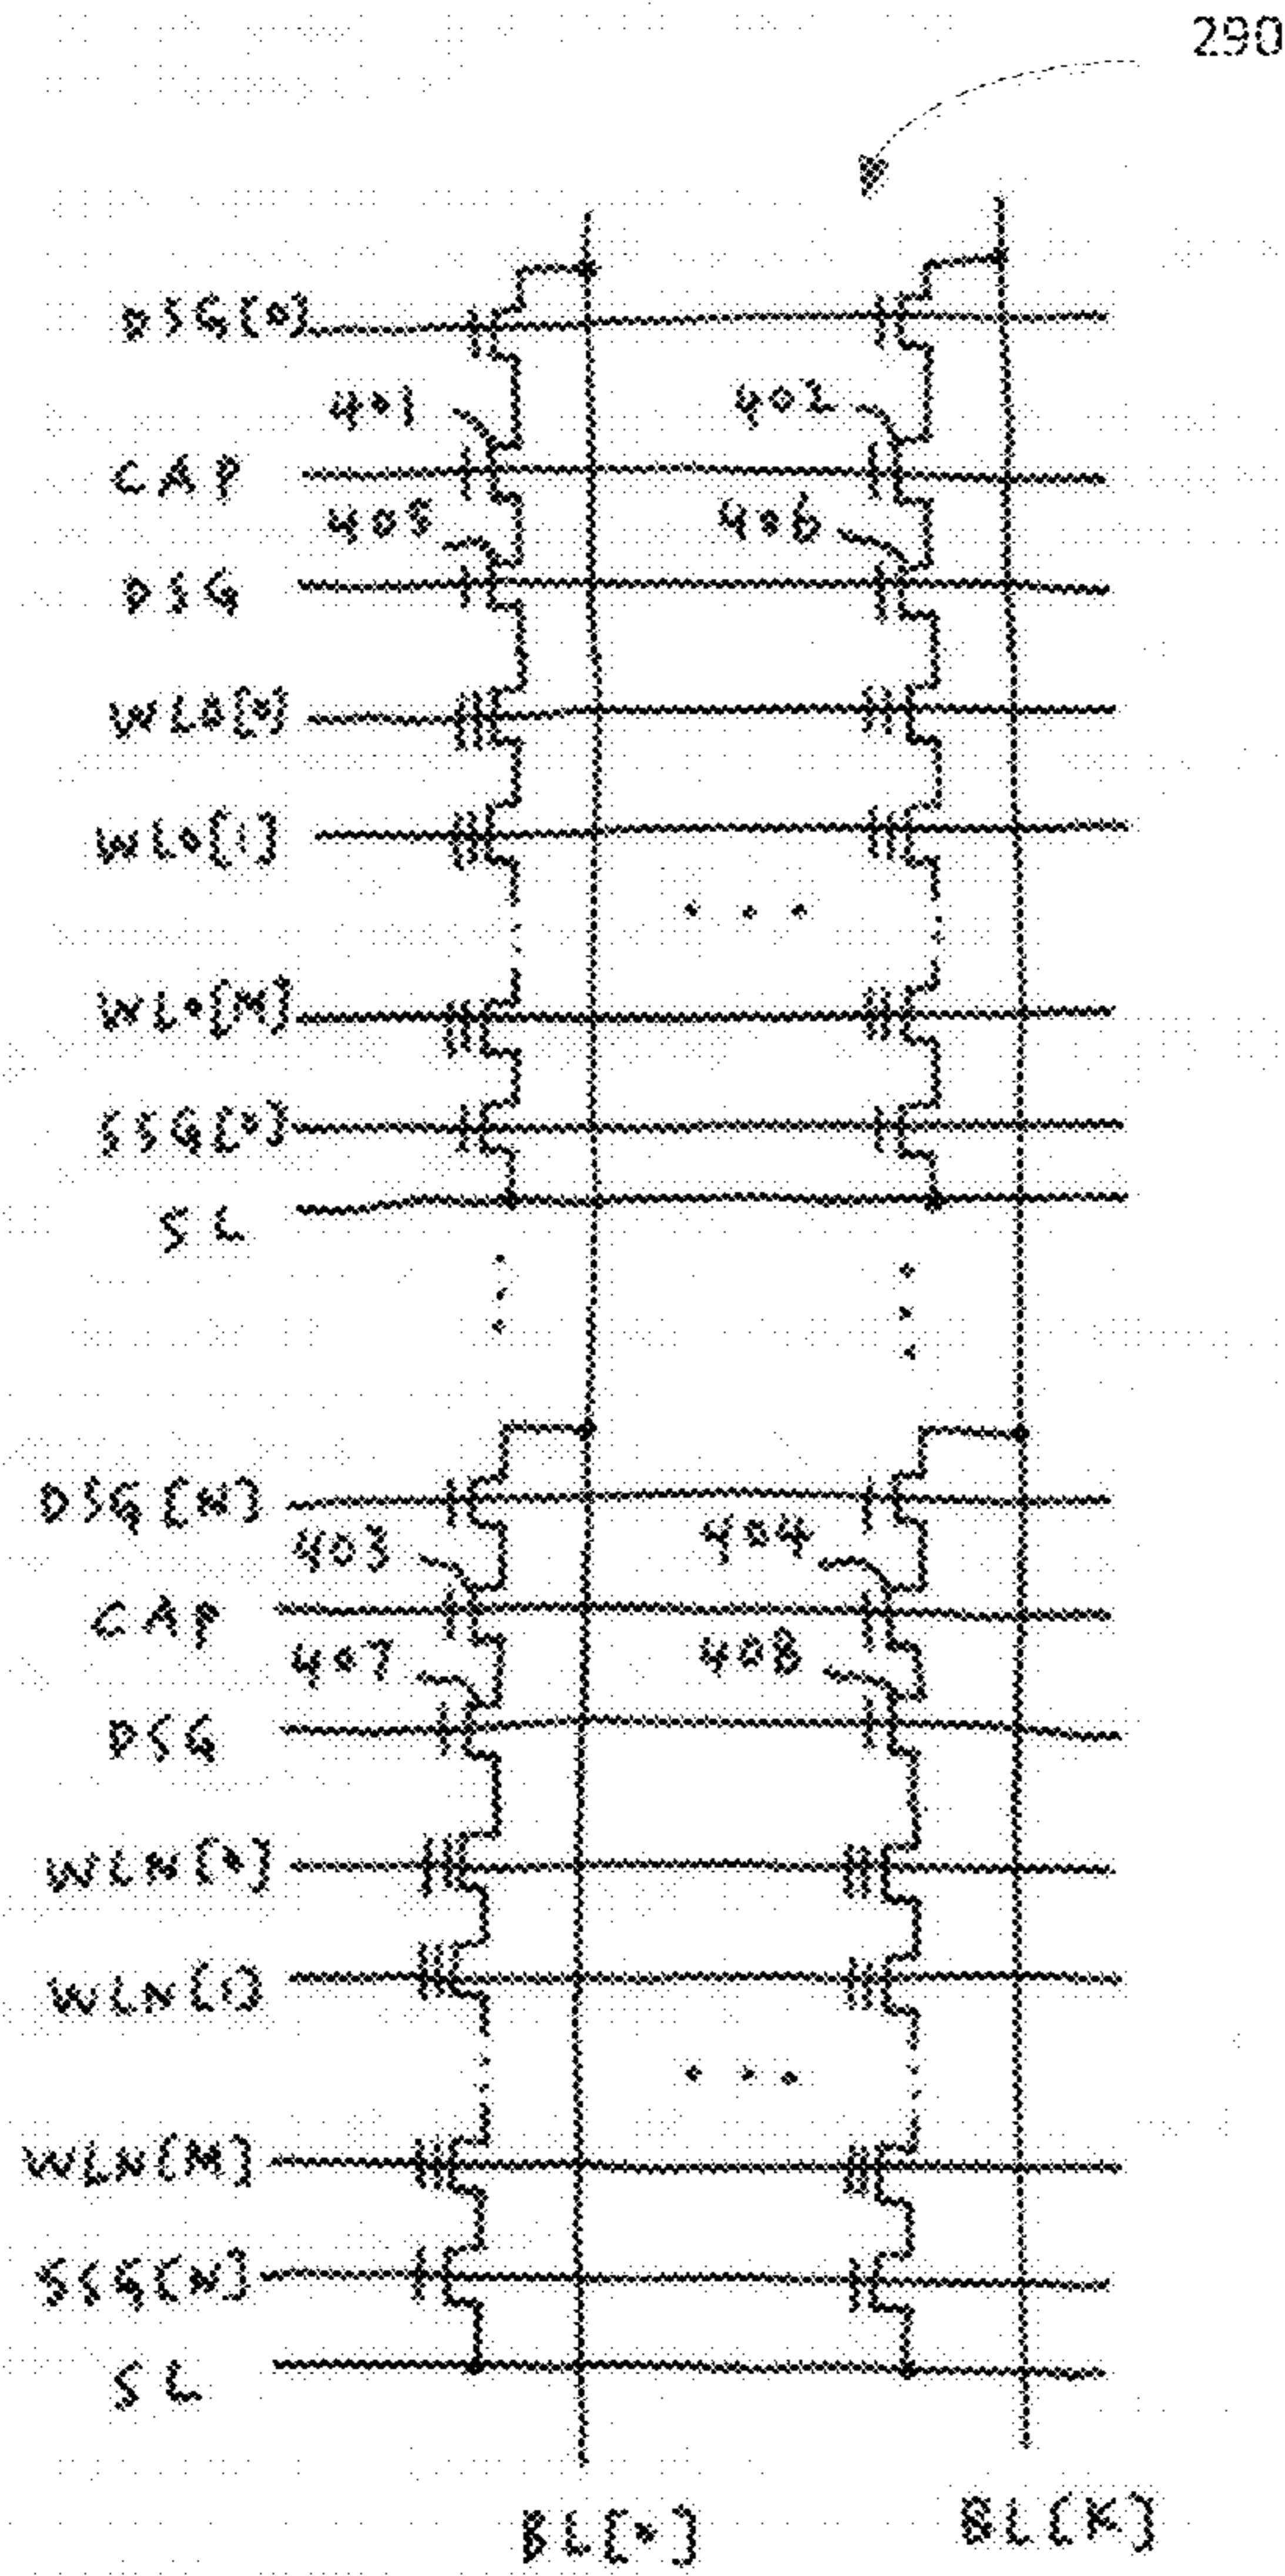 290
DSG[0]
401 402
CAP
405 406
DSG
WL0[0]
WL0[1]
WL0[M]
SSG[0]
SL
DSG[N]
403 404
CAP
407 408
DSG
WLN[0]
WLN[1]
WLN[M]
SSG[N]
SL
BL[0] BL[K]